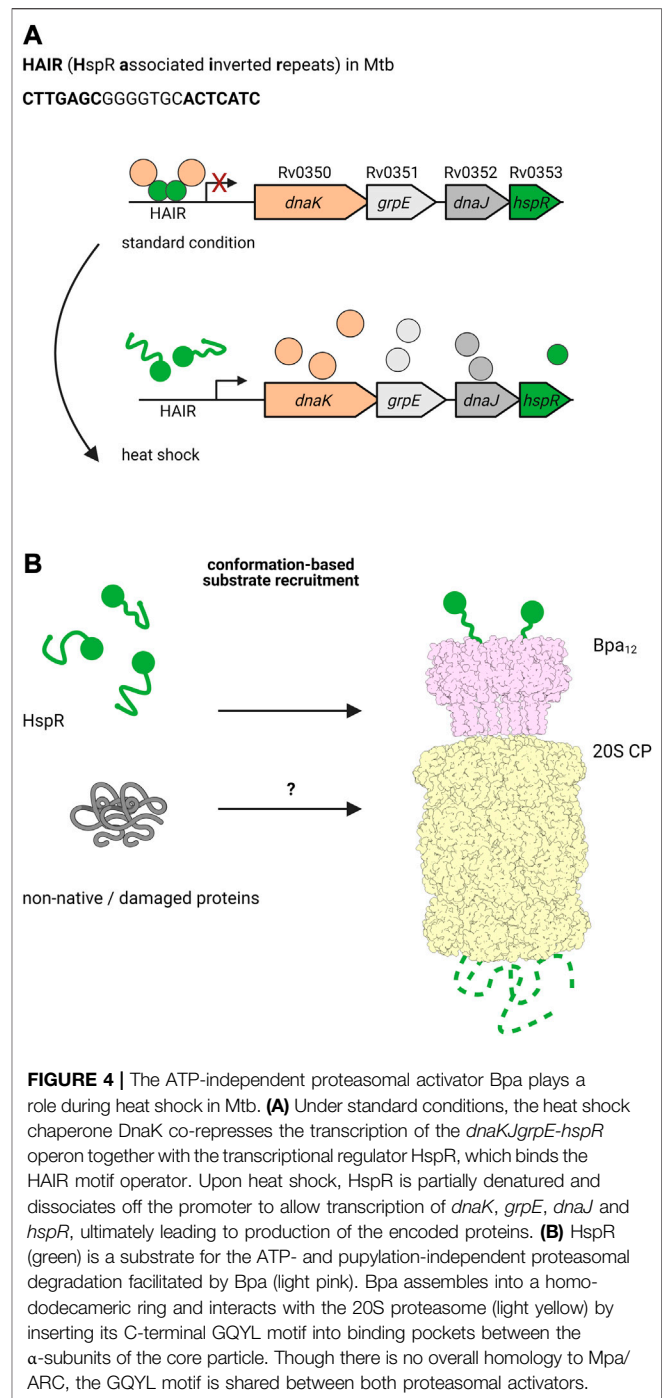 A
HAIR (HspR associated inverted repeats) in Mtb
CTTGAGCGGGGTGCACTCATC
Rv0350 Rv0351 Rv0352 Rv0353
dnaK grpE dnaJ hspR
HAIR
standard condition
dnaK grpE dnaJ hspR
HAIR
heat shock
B
conformation-based
substrate recruitment
Bpa12
HspR
20S CP
?
non-native / damaged proteins
FIGURE 4 | The ATP-independent proteasomal activator Bpa plays a
role during heat shock in Mtb. (A) Under standard conditions, the heat shock
chaperone DnaK co-represses the transcription of the dnaKJgrpE-hspR
operon together with the transcriptional regulator HspR, which binds the
HAIR motif operator. Upon heat shock, HspR is partially denatured and
dissociates off the promoter to allow transcription of dnaK, grpE, dnaJ and
hspR, ultimately leading to production of the encoded proteins. (B) HspR
(green) is a substrate for the ATP- and pupylation-independent proteasomal
degradation facilitated by Bpa (light pink). Bpa assembles into a homo-
dodecameric ring and interacts with the 20S proteasome (light yellow) by
inserting its C-terminal GQYL motif into binding pockets between the
α-subunits of the core particle. Though there is no overall homology to Mpa/
ARC, the GQYL motif is shared between both proteasomal activators.